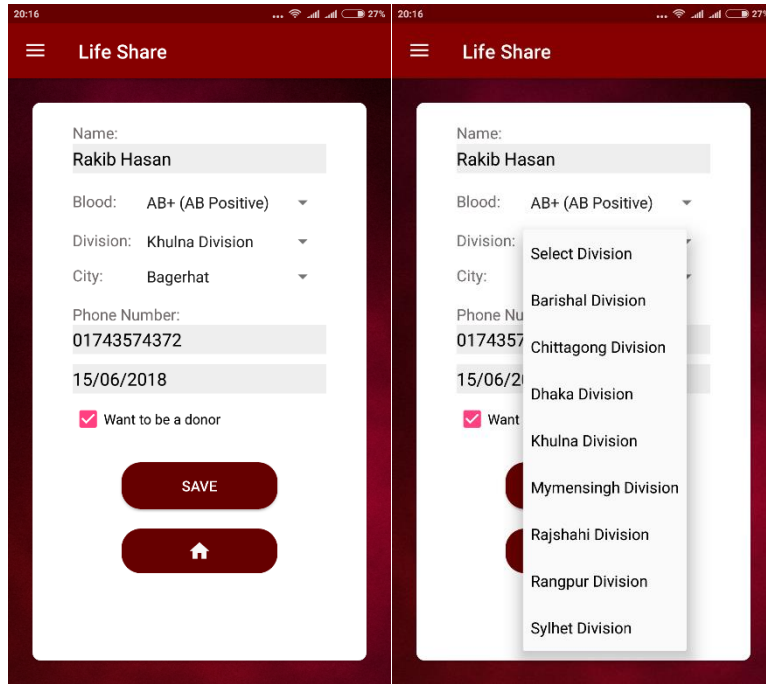 20:16 ... 27%
Life Share
Name:
Rakib Hasan
Blood: AB+ (AB Positive)
Division: Khulna Division
City: Bagerhat
Phone Number:
01743574372
15/06/2018
Want to be a donor
SAVE
20:16 ... 27%
Life Share
Name:
Rakib Hasan
Blood: AB+ (AB Positive)
Division:
Select Division
City:
Barishal Division
Phone Nu
017435
Chittagong Division
15/06/2
Dhaka Division
Want
Khulna Division
Mymensingh Division
Rajshahi Division
Rangpur Division
Sylhet Division